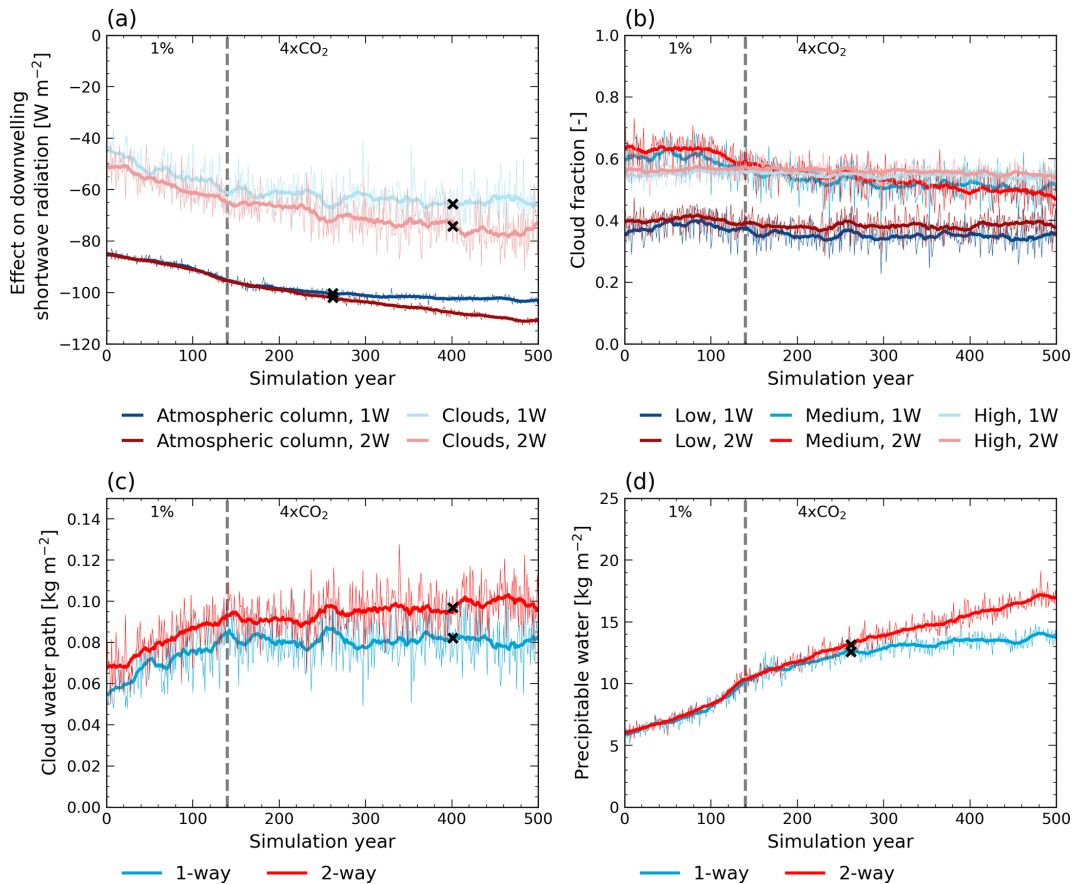 (a)
1%
4xCO₂
0
−20
−40
−60
−80
−100
−120
Effect on downwelling
shortwave radiation [W m⁻²]
0
100
200
300
400
500
Simulation year
Atmospheric column, 1W
Clouds, 1W
Atmospheric column, 2W
Clouds, 2W
(b)
1%
4xCO₂
1.0
0.8
0.6
0.4
0.2
0.0
Cloud fraction [-]
0
100
200
300
400
500
Simulation year
Low, 1W
Medium, 1W
High, 1W
Low, 2W
Medium, 2W
High, 2W
(c)
1%
4xCO₂
0.14
0.12
0.10
0.08
0.06
0.04
0.02
0.00
Cloud water path [kg m⁻²]
0
100
200
300
400
500
Simulation year
1-way
2-way
(d)
1%
4xCO₂
25
20
15
10
5
0
Precipitable water [kg m⁻²]
0
100
200
300
400
500
Simulation year
1-way
2-way